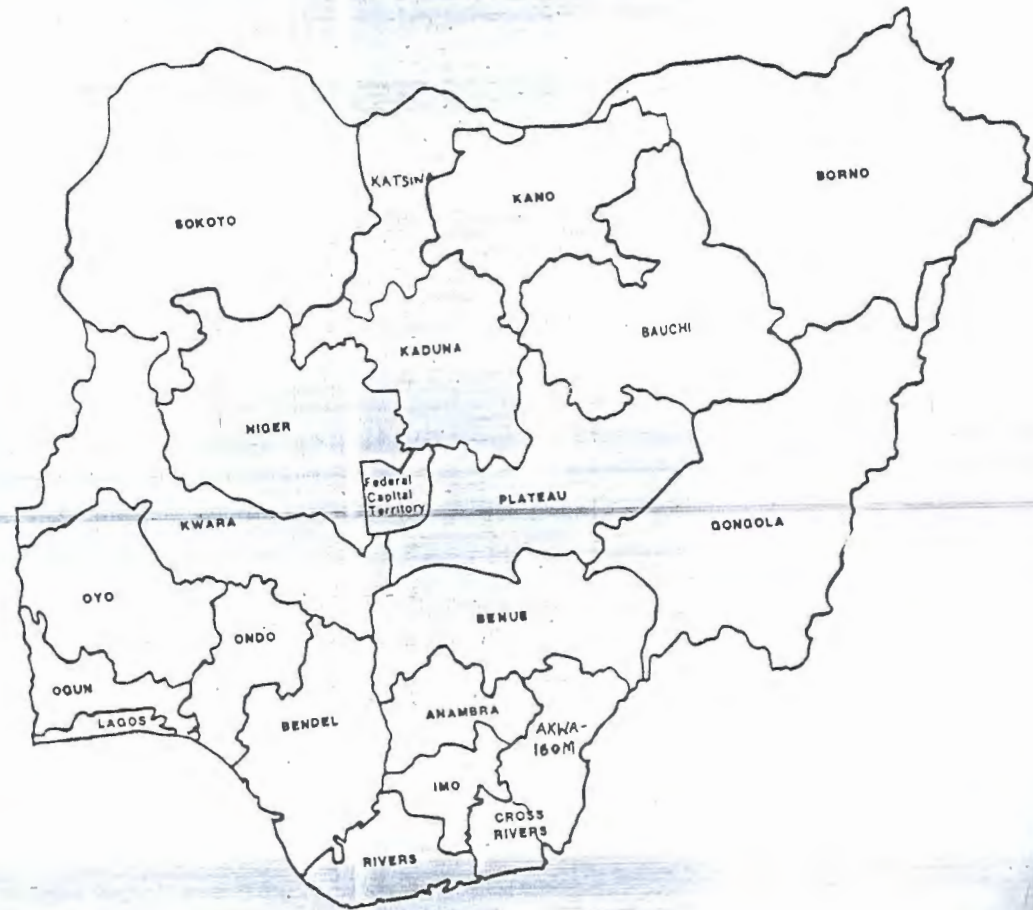 BORNO
KATSINA
KANO
SOKOTO
BAUCHI
KADUNA
NIGER
Federal
Capital
Territory
PLATEAU
GONGOLA
KWARA
OYO
BENUE
ONDO
OGUN
ANAMBRA
LAGOS
BENDEL
AKWA-
IBOM
IMO
CROSS
RIVERS
RIVERS